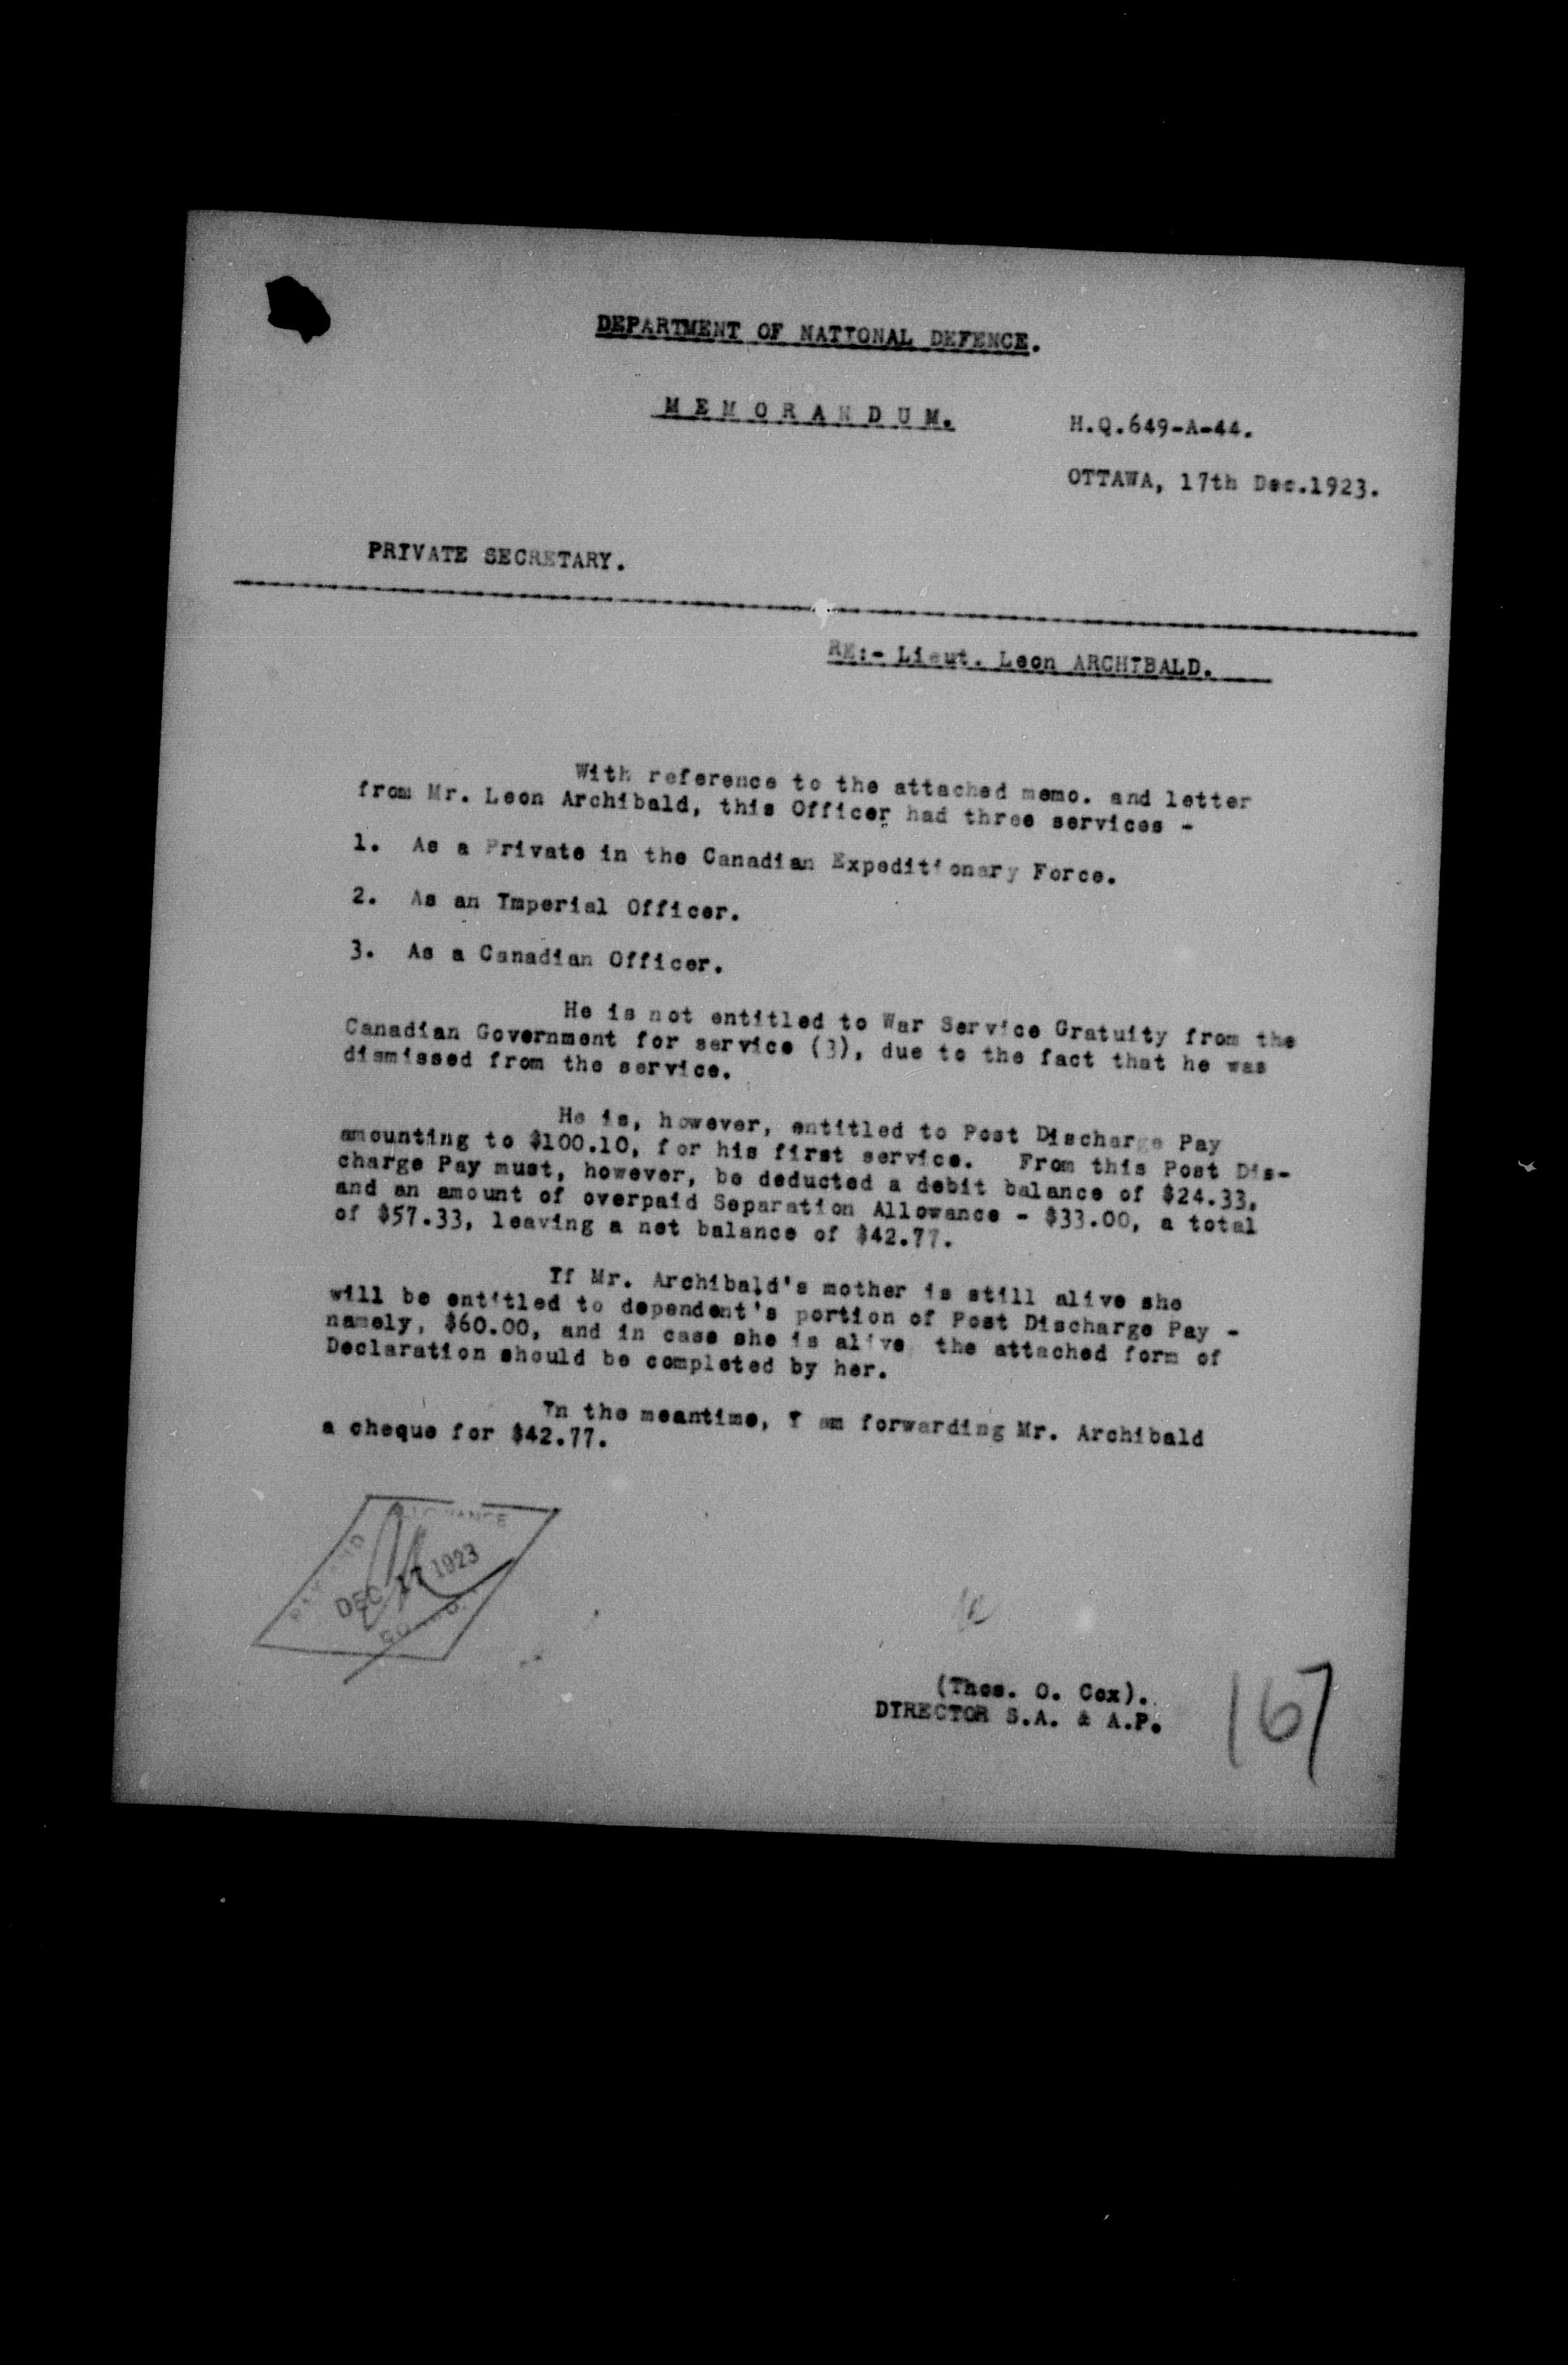 DEPARTMENT OF NATIONAL DEFENCE.
M E M O R A N D U M.
H.Q.649-A-44.
OTTAWA, 17th Dec.1923.
PRIVATE SECRETARY.
RE:- Lieut. Leon ARCHIBALD.
With reference to the attached memo. and letter
from Mr. Leon Archibald, this Officer had three services -
1. As a Private in the Canadian Expeditionary Force.
2. As an Imperial Officer.
3. As a Canadian Officer.
He is not entitled to War Service Gratuity from the
Canadian Government for service (3), due to the fact that he was
dismissed from the service.
He is, however, entitled to Post Discharge Pay
amounting to $100.10, for his first service. From this Post Dis-
charge Pay must, however, be deducted a debit balance of $24.33,
and an amount of overpaid Separation Allowance - $33.00, a total
of $57.33, leaving a net balance of $42.77.
If Mr. Archibald's mother is still alive she
will be entitled to dependent's portion of Post Discharge Pay -
namely, $60.00, and in case she is alive, the attached form of
Declaration should be completed by her.
In the meantime, I am forwarding Mr. Archibald
a cheque for $42.77.
ALLOWANCE
PAY AND
DEC 17 1923
(Thos. O. Cox).
DIRECTOR S.A. & A.P.
167